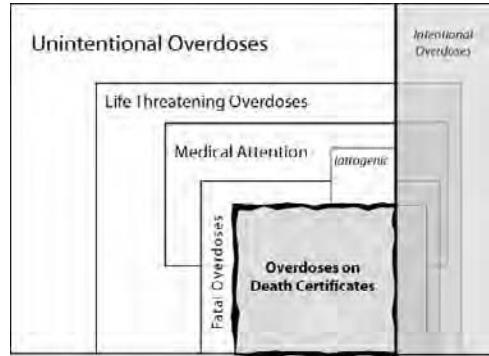 Unintentional Overdoses
Intentional
Overdoses
Life Threatening Overdoses
Medical Attention
Iatrogenic
Fatal Overdoses
Overdoses on
Death Certificates